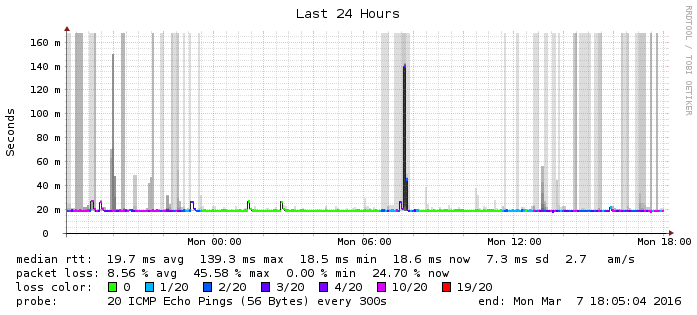 Last 24 Hours
RRDTOOL / TOBI OETIKER
Seconds
160 m
140 m
120 m
100 m
80 m
60 m
40 m
20 m
0
Mon 00:00 Mon 06:00 Mon 12:00 Mon 18:00
median rtt: 19.7 ms avg 139.3 ms max 18.5 ms min 18.6 ms now 7.3 ms sd 2.7 am/s
packet loss: 8.56 % avg 45.58 % max 0.00 % min 24.70 % now
loss color: 0 1/20 2/20 3/20 4/20 10/20 19/20
probe: 20 ICMP Echo Pings (56 Bytes) every 300s end: Mon Mar 7 18:05:04 2016